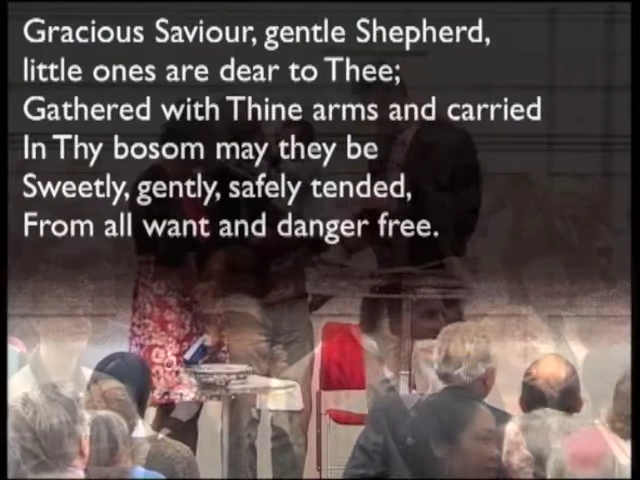 Gracious Saviour, gentle Shepherd,
little ones are dear to Thee;
Gathered with Thine arms and carried
In Thy bosom may they be
Sweetly, gently, safely tended,
From all want and danger free.